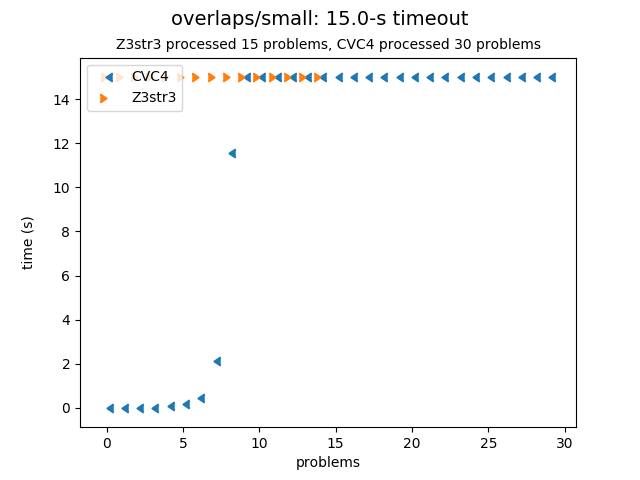 overlaps/small: 15.0-s timeout
Z3str3 processed 15 problems, CVC4 processed 30 problems
CVC4
Z3str3
14
12
10
8
6
4
2
0
time (s)
0 5 10 15 20 25 30
problems